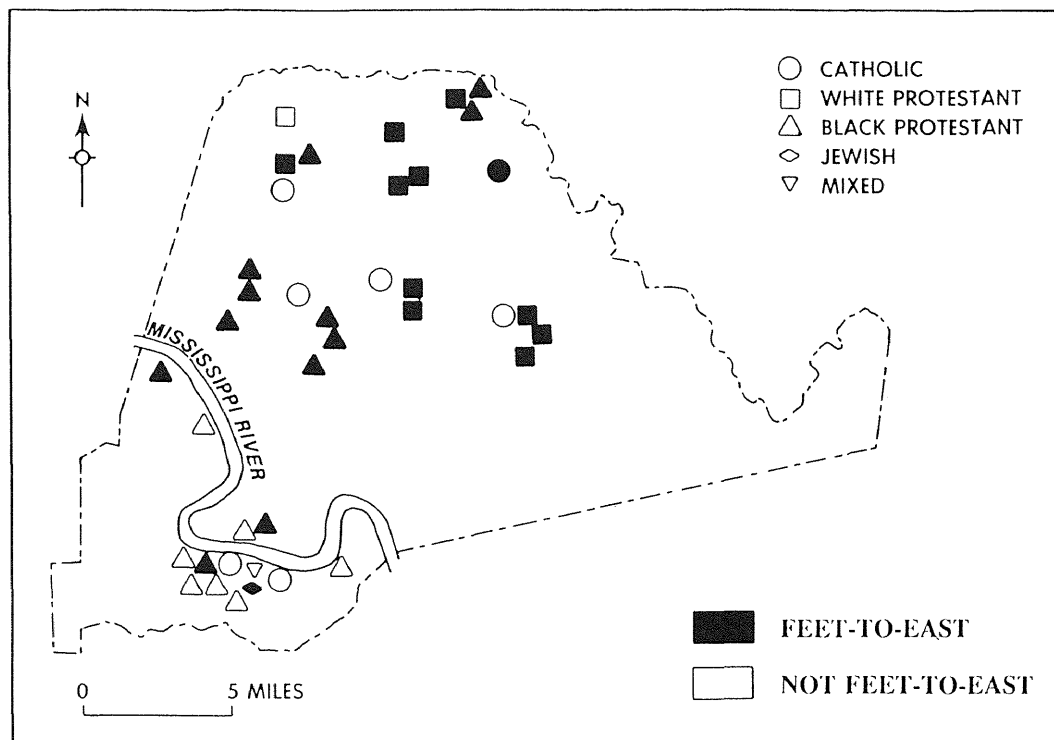 N
CATHOLIC
WHITE PROTESTANT
BLACK PROTESTANT
JEWISH
MIXED
MISSISSIPPI RIVER
FEET-TO-EAST
NOT FEET-TO-EAST
0 5 MILES